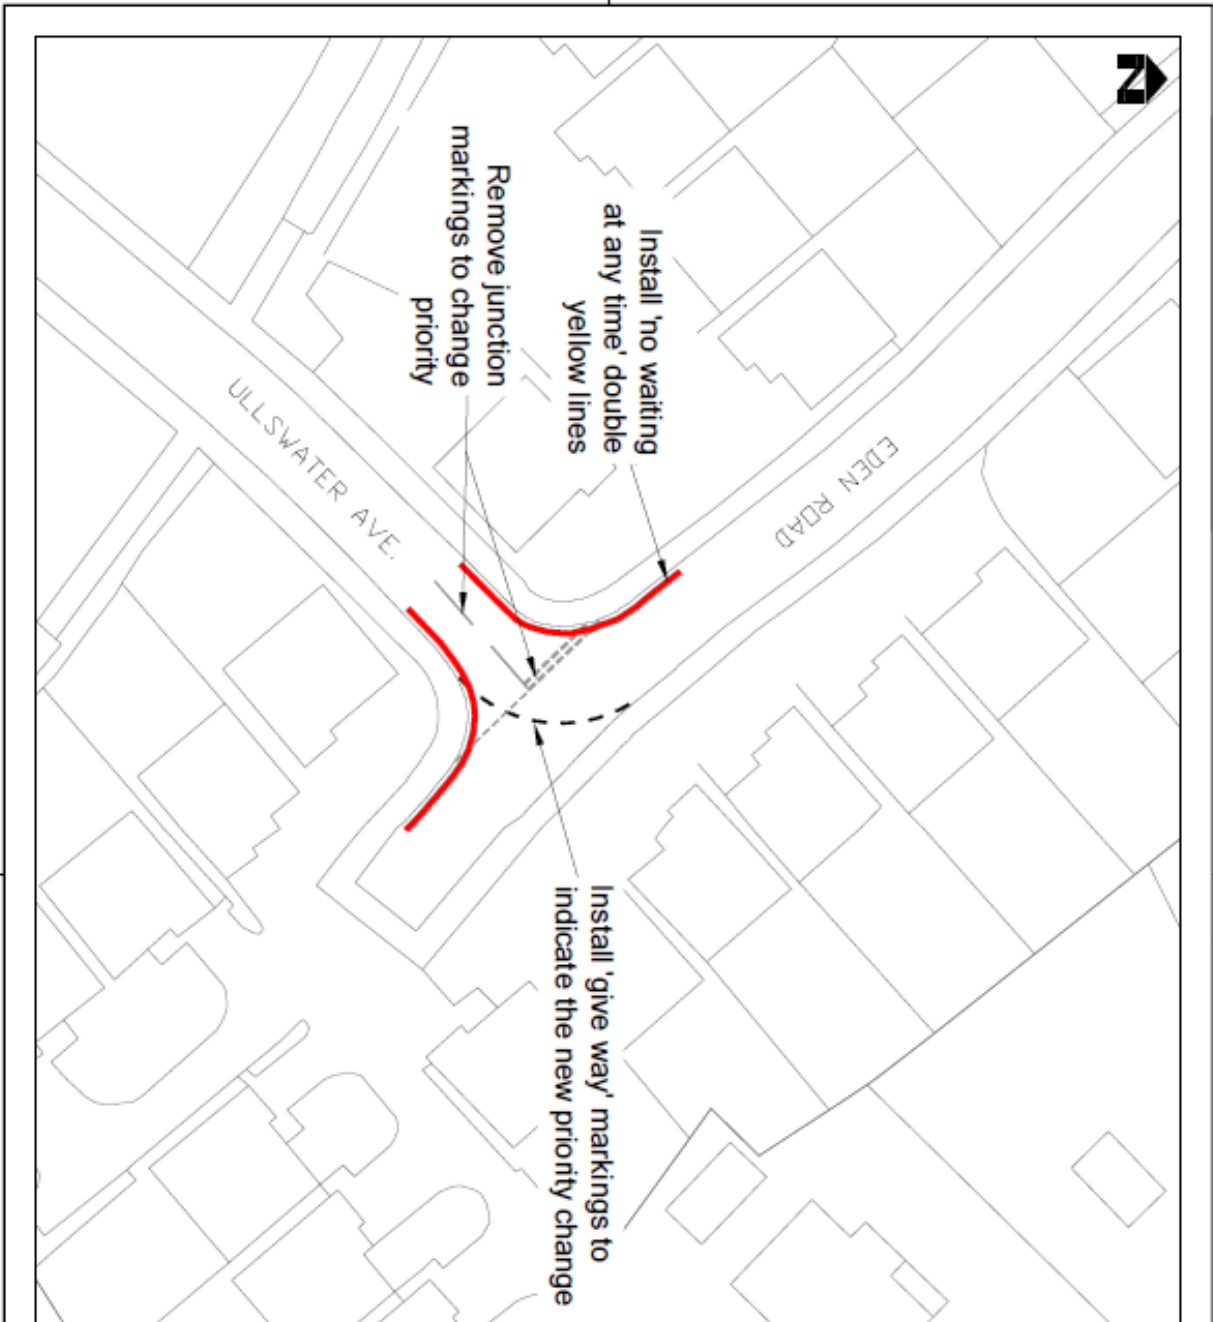 N
Install 'no waiting
at any time' double
yellow lines
Remove junction
markings to change
priority
EDEN ROAD
ULLSWATER AVE.
Install 'give way' markings to
indicate the new priority change